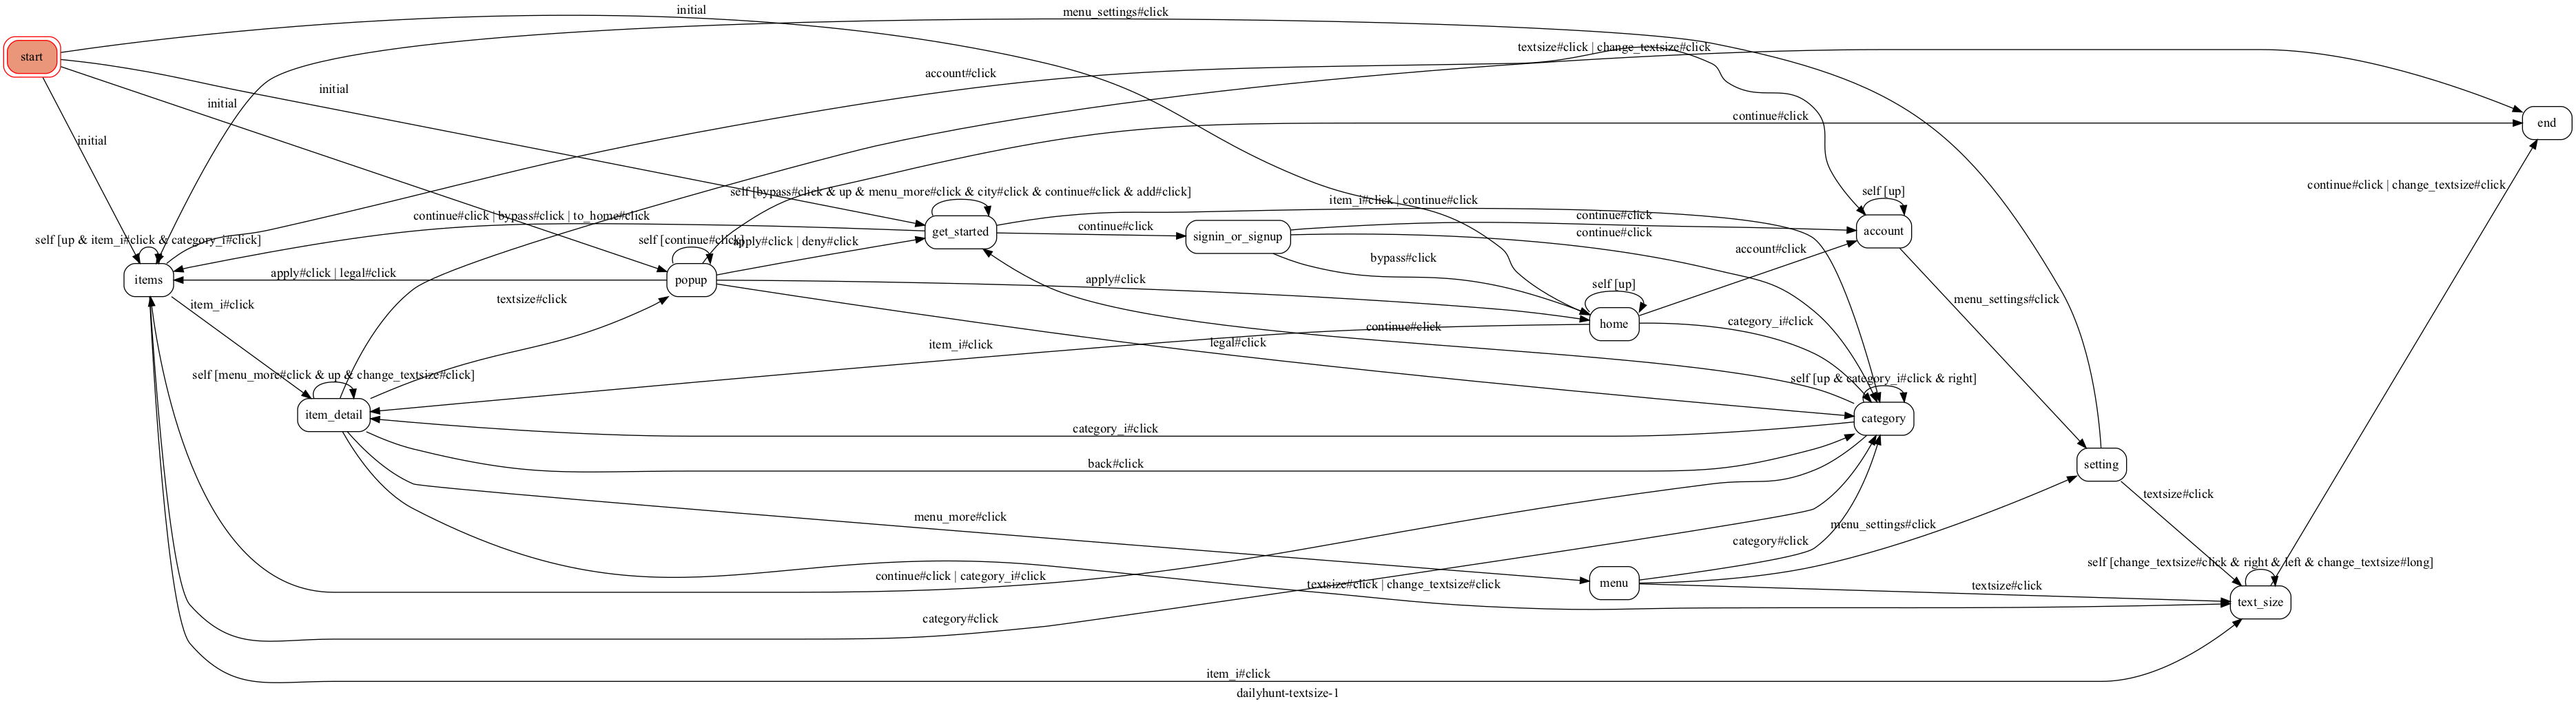 initial
menu_settings#click
textsize#click | change_textsize#click
start
account#click
initial
initial
continue#click
end
initial
continue#click | change_textsize#click
self [bypass#click & up & menu_more#click & city#click & continue#click & add#click]
self [up]
item_i#click | continue#click
continue#click | bypass#click | to_home#click
continue#click
continue#click
get_started
signin_or_signup
continue#click
account
self [up & item_i#click & category_i#click]
self [continue#click]
apply#click | deny#click
account#click
bypass#click
items
apply#click | legal#click
popup
apply#click
self [up]
textsize#click
menu_settings#click
item_i#click
home
category_i#click
continue#click
legal#click
item_i#click
self [menu_more#click & up & change_textsize#click]
self [up & category_i#click & right]
item_detail
category
category_i#click
back#click
setting
textsize#click
menu_more#click
menu_settings#click
category#click
self [change_textsize#click & right & left & change_textsize#long]
continue#click | category_i#click
textsize#click | change_textsize#click
menu
textsize#click
text_size
category#click
item_i#click
dailyhunt-textsize-1